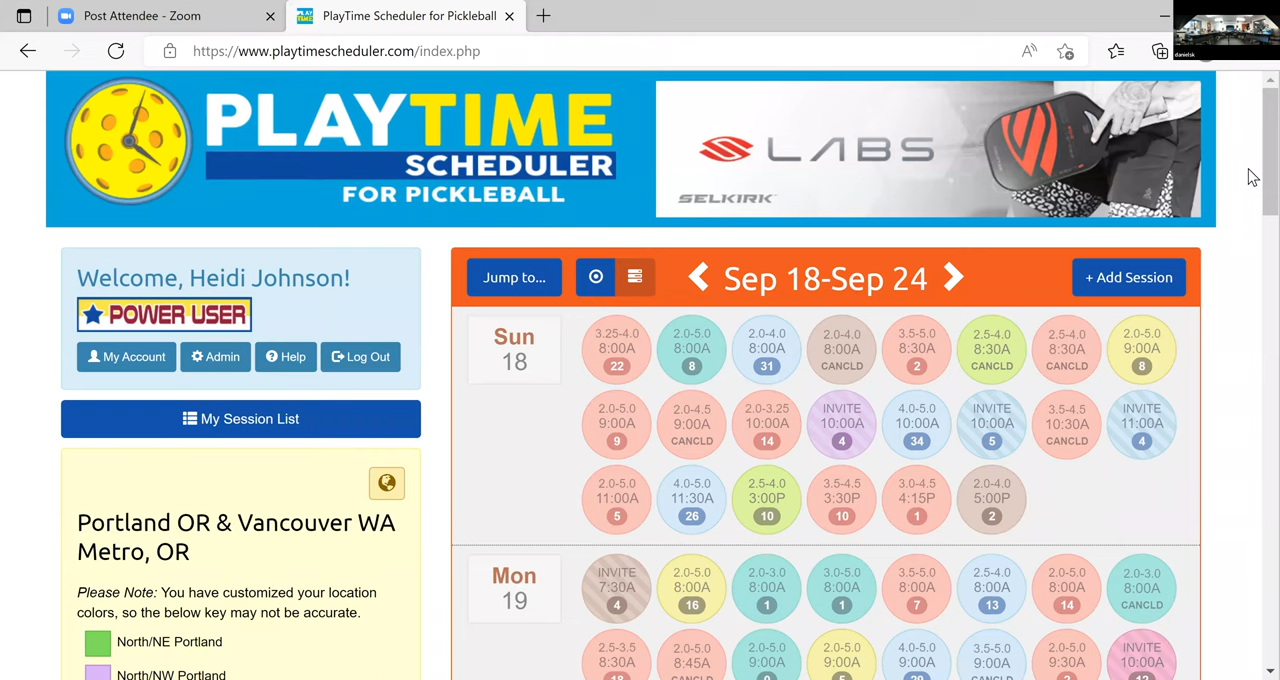 Post Attendee - Zoom
PlayTime Scheduler for Pickleball
https://www.playtimescheduler.com/index.php
danielsk
PLAYTIME
SCHEDULER
FOR PICKLEBALL
LABS
SELKIRK
Welcome, Heidi Johnson!
POWER USER
My Account
Admin
Help
Log Out
My Session List
Portland OR & Vancouver WA
Metro, OR
Please Note: You have customized your location
colors, so the below key may not be accurate.
North/NE Portland
North/NW Portland
Jump to...
Sep 18-Sep 24
+ Add Session
Sun
18
3.25-4.0 2.0-5.0 2.0-4.0 2.0-4.0 3.5-5.0 2.5-4.0 2.5-4.0 2.0-5.0
8:00A 8:00A 8:00A 8:00A 8:30A 8:30A 8:30A 9:00A
22 8 31 CANCLD 2 CANCLD CANCLD 8
2.0-5.0 2.0-4.5 2.0-3.25 INVITE 4.0-5.0 INVITE 3.5-4.5 INVITE
9:00A 9:00A 10:00A 10:00A 10:00A 10:00A 10:30A 11:00A
9 CANCLD 14 4 34 5 CANCLD 4
2.0-5.0 4.0-5.0 2.5-4.0 3.5-4.5 3.0-4.5 2.0-4.0
11:00A 11:30A 3:00P 3:30P 4:15P 5:00P
5 26 10 10 1 2
Mon
19
INVITE 2.0-5.0 2.0-3.0 3.0-5.0 3.5-5.0 2.5-4.0 2.0-5.0 2.0-3.0
7:30A 8:00A 8:00A 8:00A 8:00A 8:00A 8:00A 8:00A
4 16 1 1 7 13 14 CANCLD
2.5-3.5 2.0-5.0 2.0-5.0 2.0-5.0 4.0-5.0 3.5-5.0 2.0-5.0 INVITE
8:30A 8:45A 9:00A 9:00A 9:00A 9:00A 9:30A 10:00A